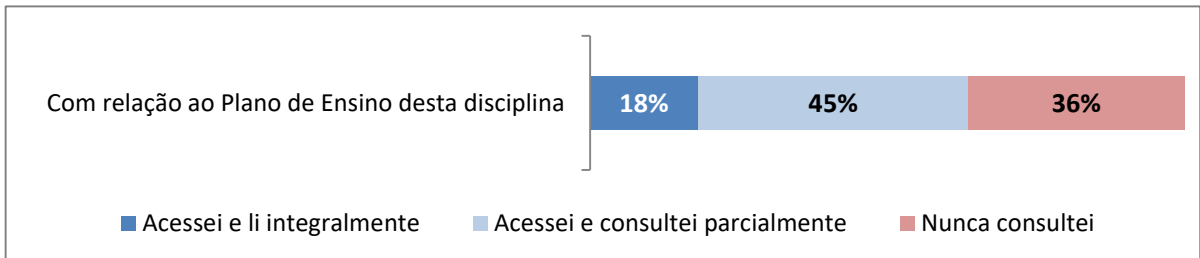 Com relação ao Plano de Ensino desta disciplina 18% 45% 36%
Acessei e li integralmente Acessei e consultei parcialmente Nunca consultei